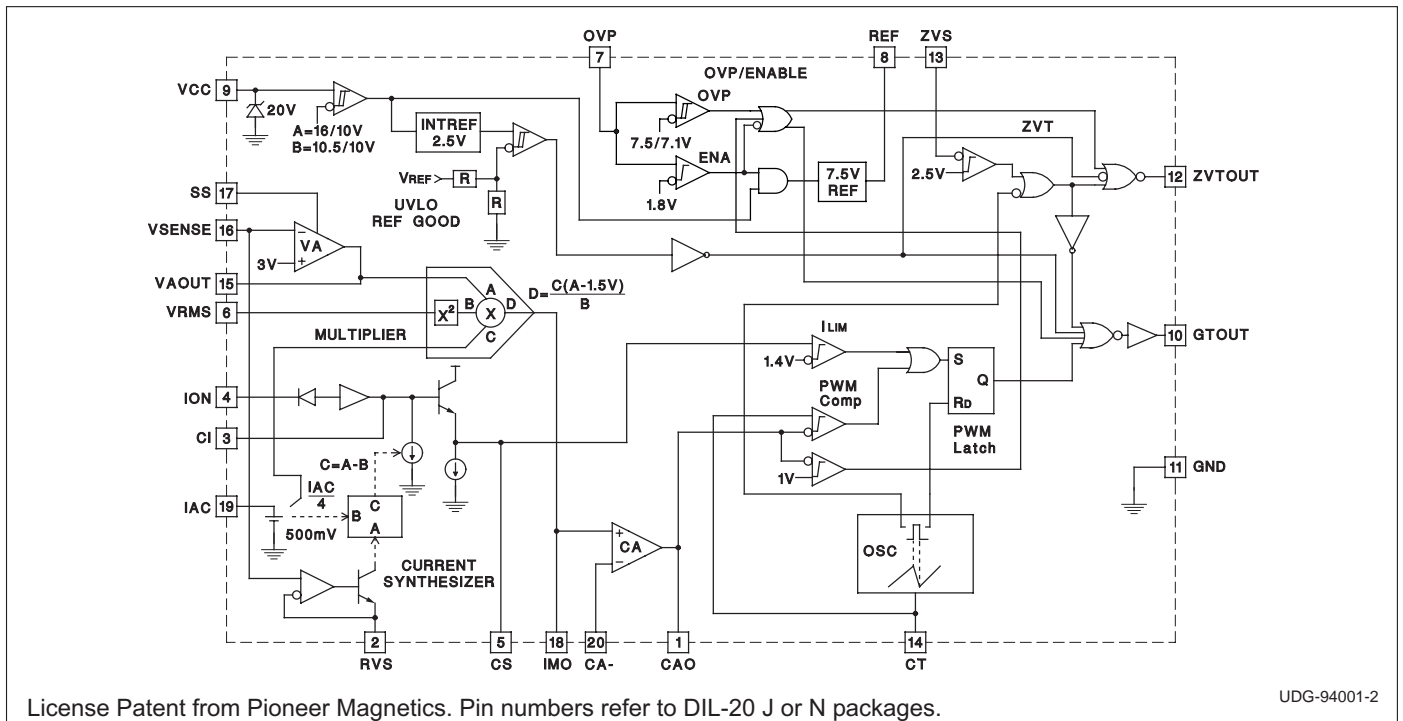 OVP
7
REF
8
ZVS
13
OVP/ENABLE
VCC 9
20V
A=16/10V
B=10.5/10V
INTREF
2.5V
OVP
7.5/7.1V
ENA
1.8V
7.5V
REF
ZVT
2.5V
12 ZVTOUT
VREF
R
R
UVLO
REF GOOD
SS
17
VSENSE
16
VA
3V
VAOUT
15
VRMS
6
X²
MULTIPLIER
A
B
X
D
C
D=C(A-1.5V)/B
ILIM
1.4V
PWM
Comp
S
Q
RD
PWM
Latch
1V
10 GTOUT
ION
4
CI
3
C=A-B
IAC
19
IAC/4
500mV
B
C
A
CURRENT
SYNTHESIZER
CA
+
−
OSC
11 GND
2
RVS
5
CS
18
IMO
20
CA-
1
CAO
14
CT
License Patent from Pioneer Magnetics. Pin numbers refer to DIL-20 J or N packages.
UDG-94001-2